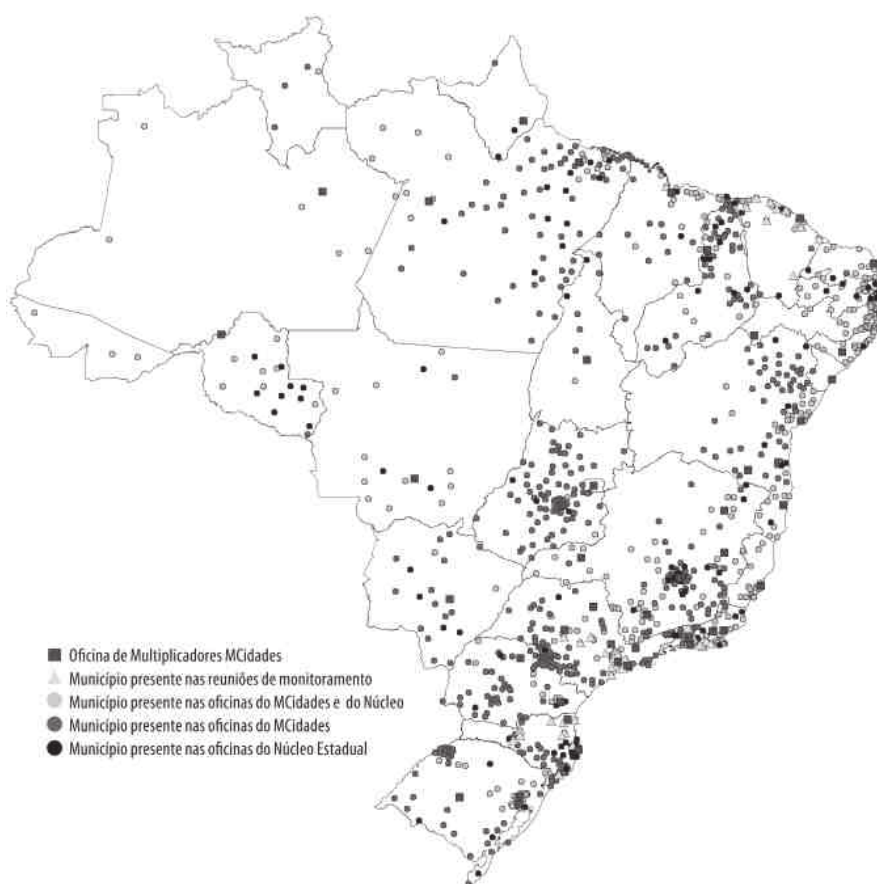 Oficina de Multiplicadores MCidades
Município presente nas reuniões de monitoramento
Município presente nas oficinas do MCidades e do Núcleo
Município presente nas oficinas do MCidades
Município presente nas oficinas do Núcleo Estadual